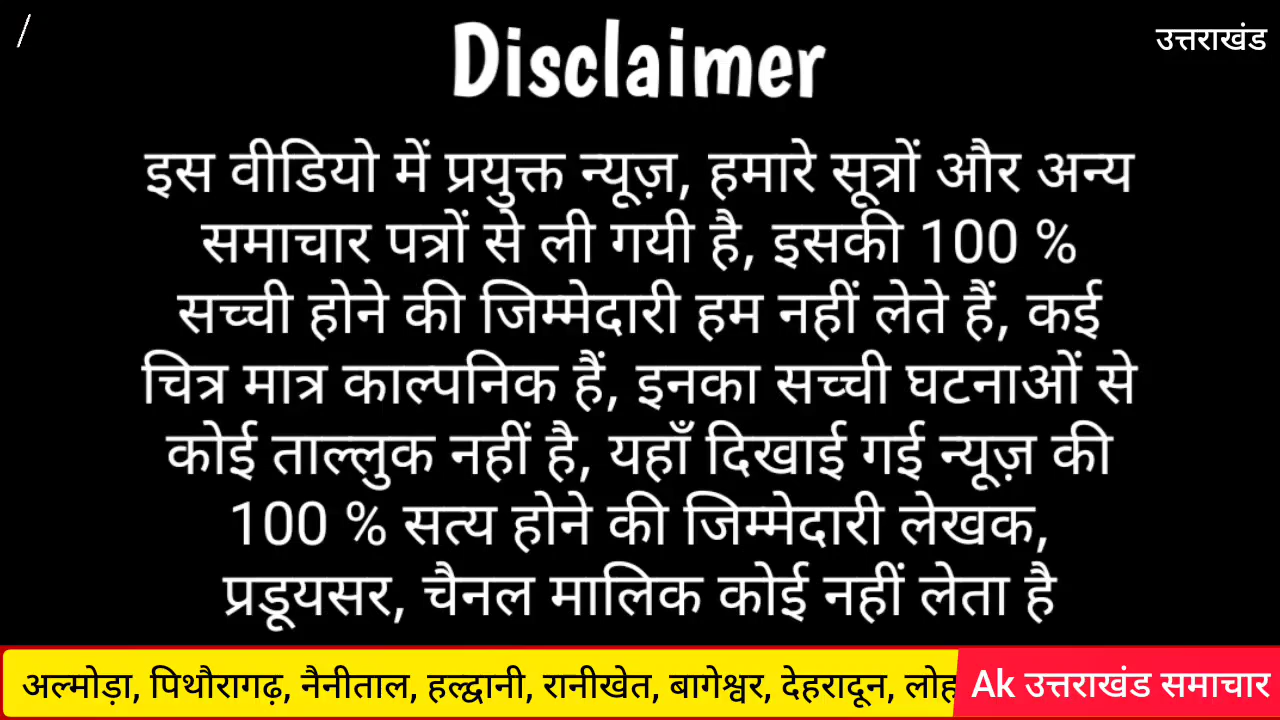 /
उत्तराखंड
Disclaimer
इस वीडियो में प्रयुक्त न्यूज़, हमारे सूत्रों और अन्य
समाचार पत्रों से ली गयी है, इसकी 100 %
सच्ची होने की जिम्मेदारी हम नहीं लेते हैं, कई
चित्र मात्र काल्पनिक हैं, इनका सच्ची घटनाओं से
कोई ताल्लुक नहीं है, यहाँ दिखाई गई न्यूज़ की
100 % सत्य होने की जिम्मेदारी लेखक,
प्रडूयसर, चैनल मालिक कोई नहीं लेता है
अल्मोड़ा, पिथौरागढ़, नैनीताल, हल्द्वानी, रानीखेत, बागेश्वर, देहरादून,
Ak उत्तराखंड समाचार